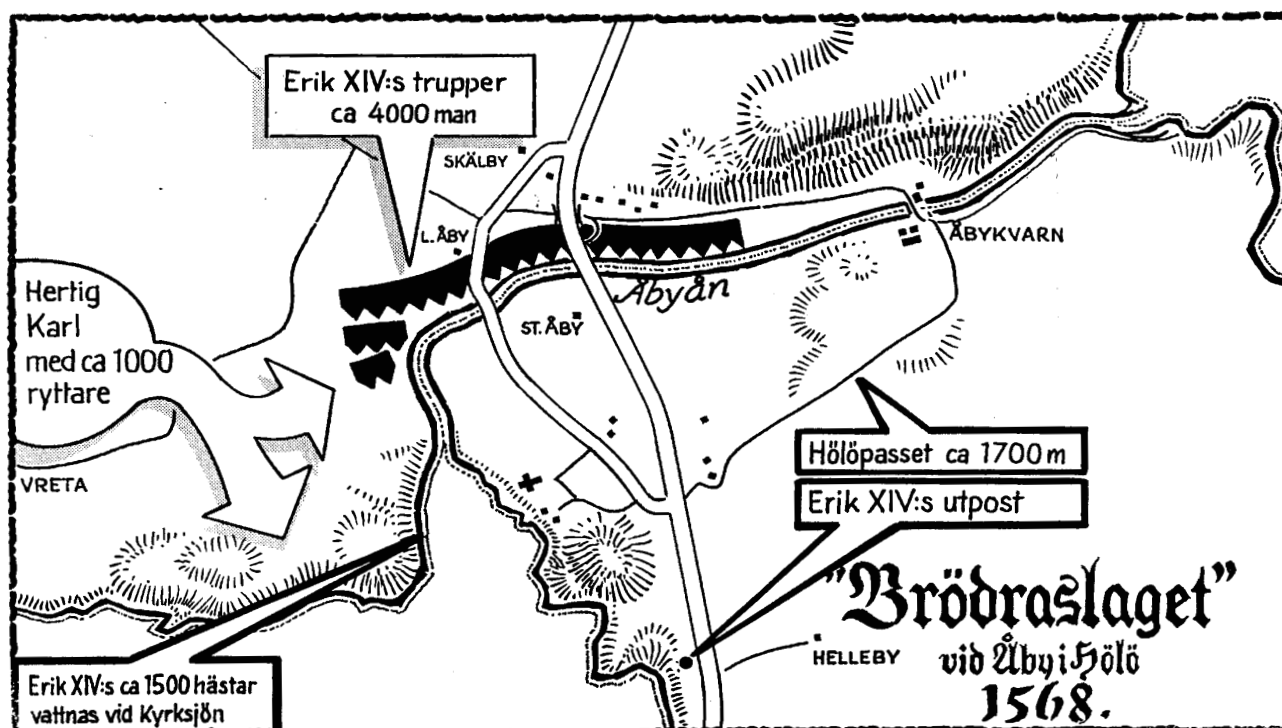 Erik XIV:s trupper
ca 4000 man
SKÄLBY
L. ÅBY
ÅBYKVARN
Hertig
Karl
med ca 1000
ryttare
Åbyån
ST. ÅBY
VRETA
Hölöpasset ca 1700 m
Erik XIV:s utpost
"Brödraslaget"
vid Åby i Hölö
1568.
HELLEBY
Erik XIV:s ca 1500 hästar
vattnas vid Kyrksjön